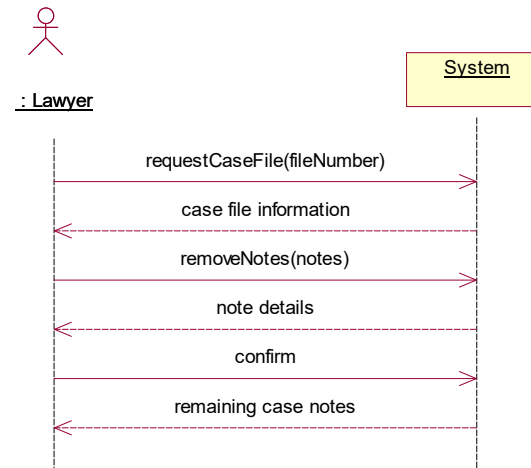 System
: Lawyer
requestCaseFile(fileNumber)
case file information
removeNotes(notes)
note details
confirm
remaining case notes